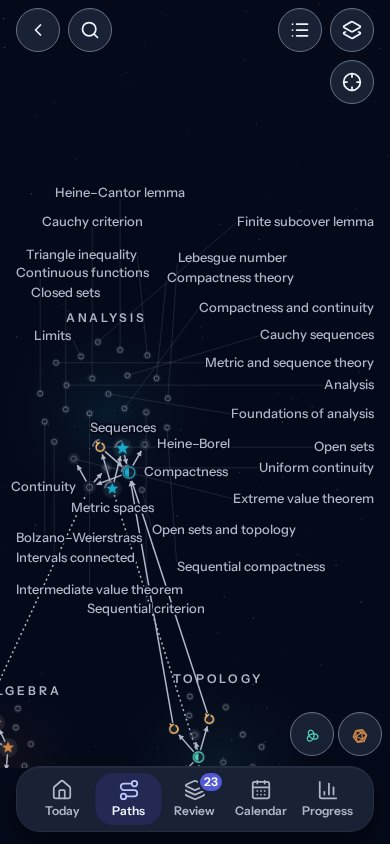 Heine–Cantor lemma
Cauchy criterion
Finite subcover lemma
Triangle inequality
Lebesgue number
Continuous functions
Compactness theory
Closed sets
Compactness and continuity
ANALYSIS
Limits
Cauchy sequences
Metric and sequence theory
Analysis
Foundations of analysis
Sequences
Heine–Borel
Open sets
Compactness
Uniform continuity
Continuity
Extreme value theorem
Metric spaces
Open sets and topology
Bolzano–Weierstrass
Intervals connected
Sequential compactness
Intermediate value theorem
Sequential criterion
TOPOLOGY
LGEBRA
23
Today
Paths
Review
Calendar
Progress